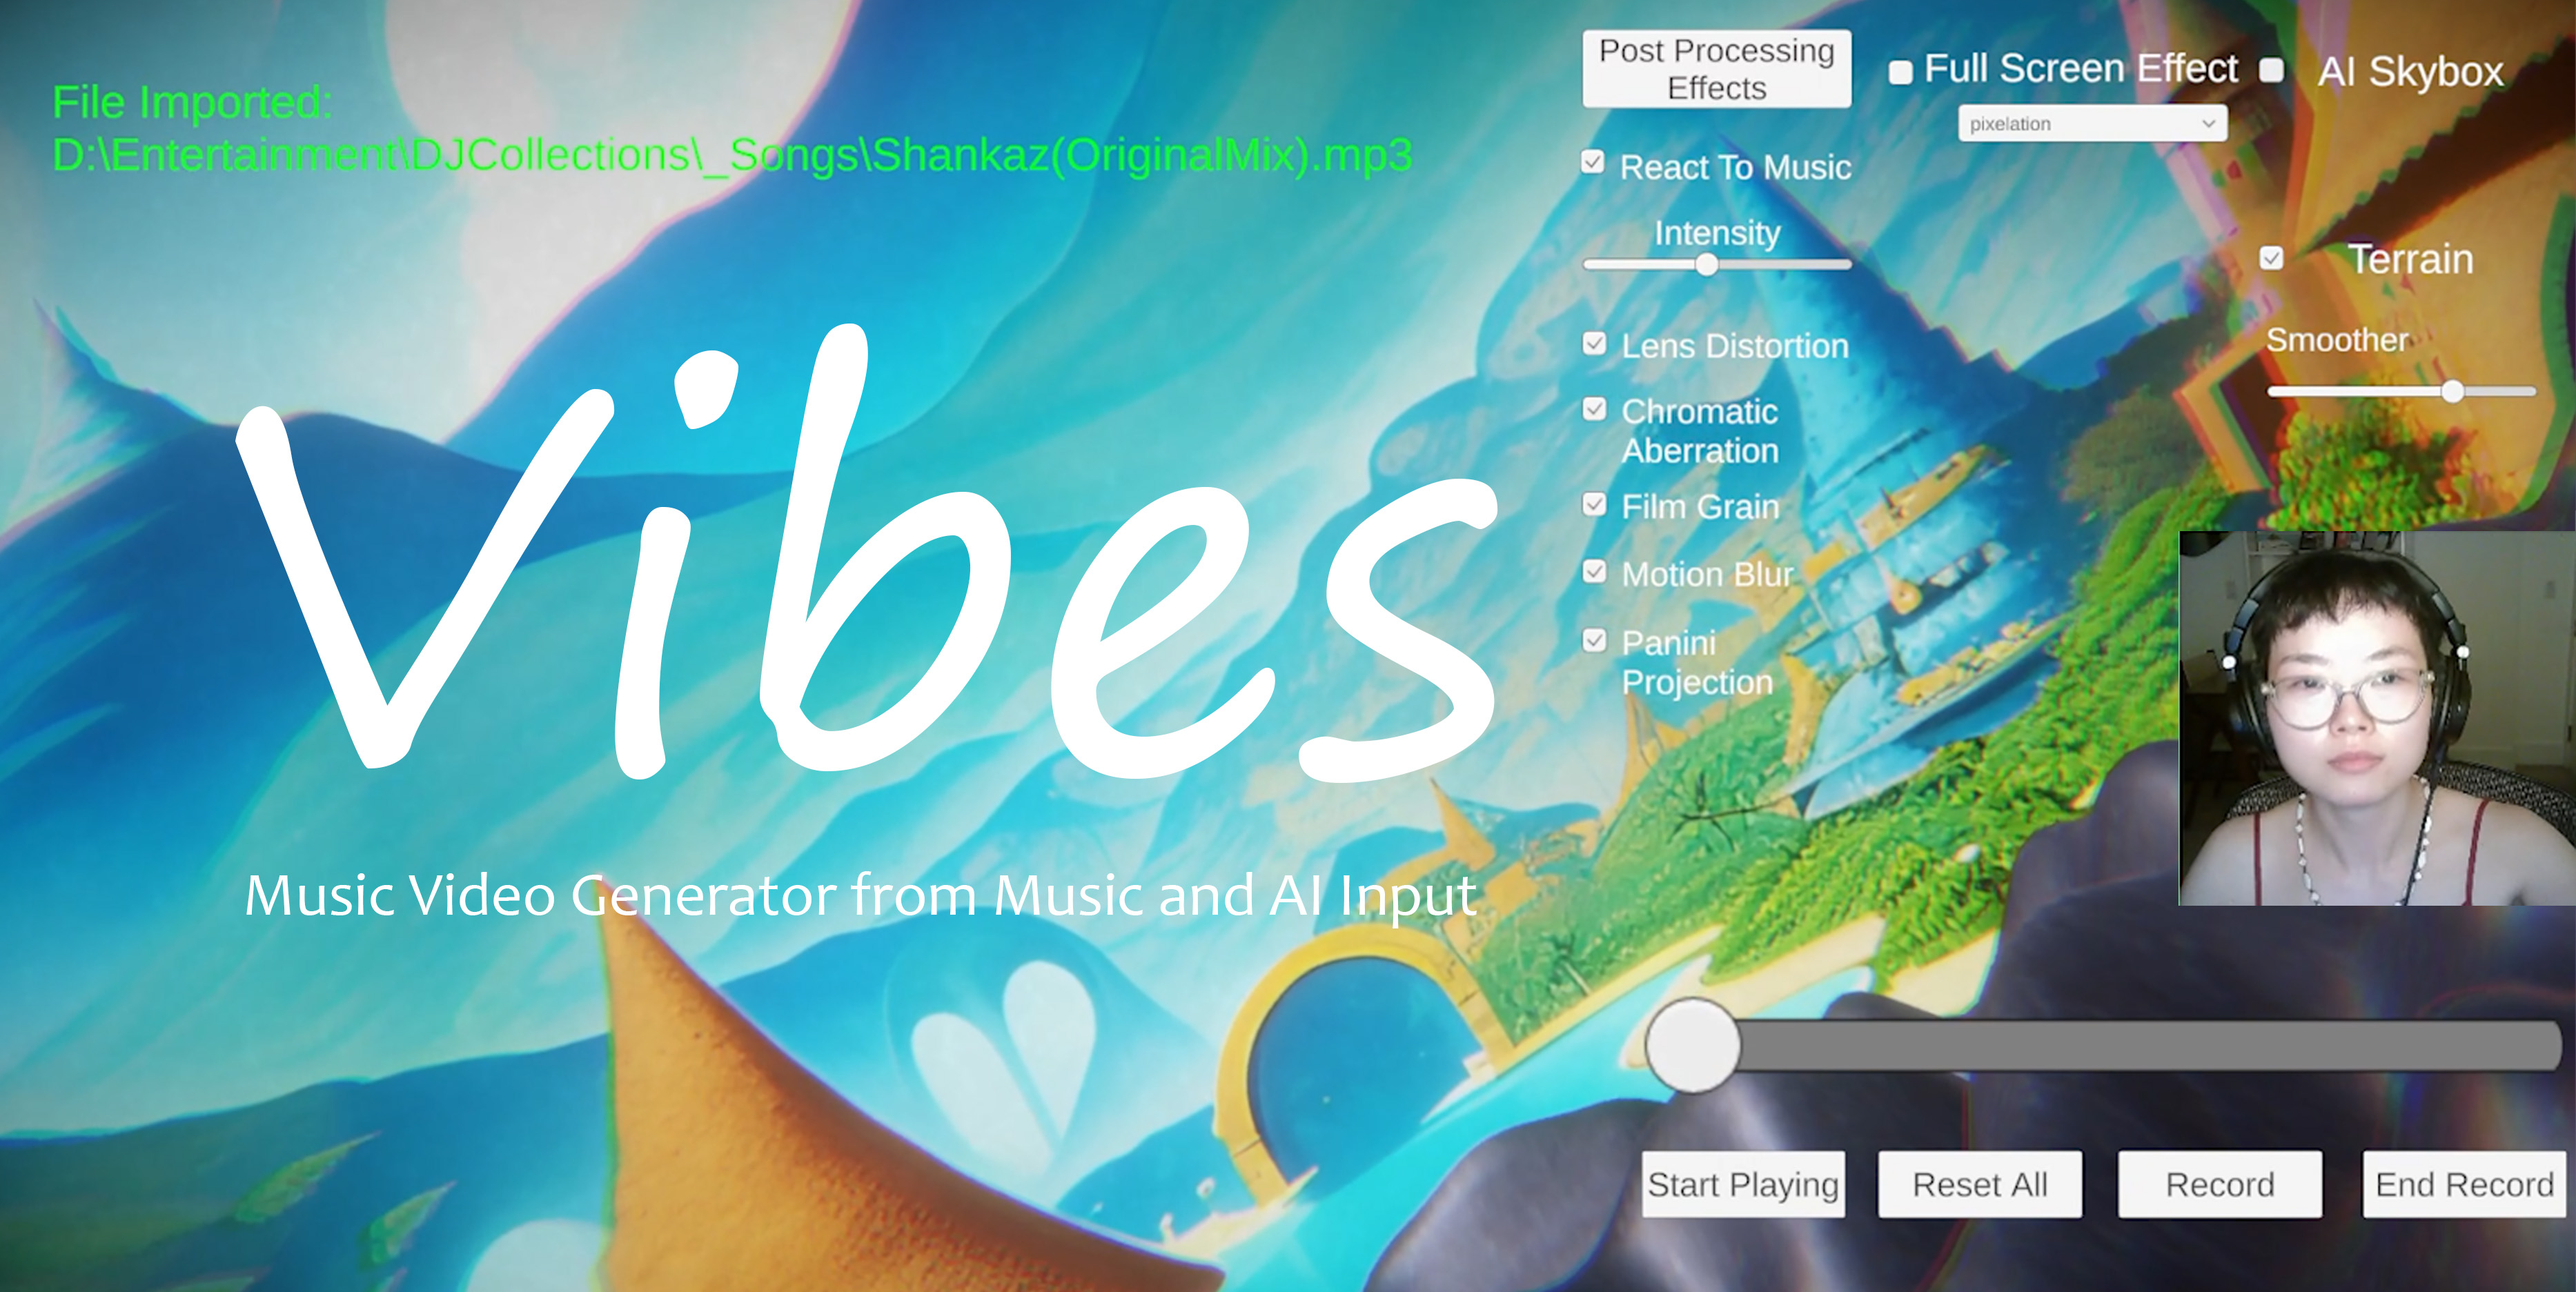 File Imported:
D:\Entertainment\DJCollections\_Songs\Shankaz(OriginalMix).mp3
Vibes
Music Video Generator from Music and AI Input
Post Processing
Effects
React To Music
Intensity
Lens Distortion
Chromatic
Aberration
Film Grain
Motion Blur
Panini
Projection
Full Screen Effect
pixelation
AI Skybox
Terrain
Smoother
Start Playing
Reset All
Record
End Record